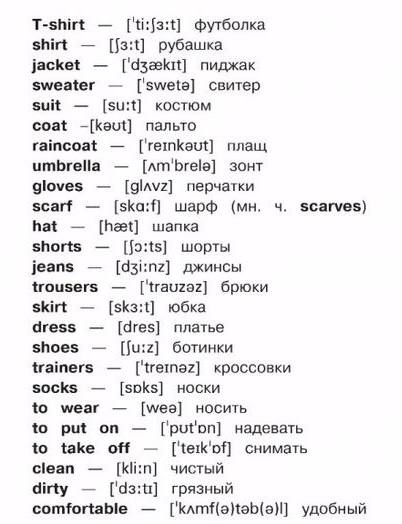 T-shirt — [ˈtiːʃɜːt] футболка
shirt — [ʃɜːt] рубашка
jacket — [ˈdʒækɪt] пиджак
sweater — [ˈswetə] свитер
suit — [suːt] костюм
coat –[kəʊt] пальто
raincoat — [ˈreɪnkəʊt] плащ
umbrella — [ʌmˈbrelə] зонт
gloves — [glʌvz] перчатки
scarf — [skɑːf] шарф (мн. ч. scarves)
hat — [hæt] шапка
shorts — [ʃɔːts] шорты
jeans — [dʒiːnz] джинсы
trousers — [ˈtraʊzəz] брюки
skirt — [skɜːt] юбка
dress — [dres] платье
shoes — [ʃuːz] ботинки
trainers — [ˈtreɪnəz] кроссовки
socks — [sɒks] носки
to wear — [weə] носить
to put on — [ˈpʊtˈɒn] надевать
to take off — [ˈteɪkˈɒf] снимать
clean — [kliːn] чистый
dirty — [ˈdɜːtɪ] грязный
comfortable — [ˈkʌmf(ə)təb(ə)l] удобный